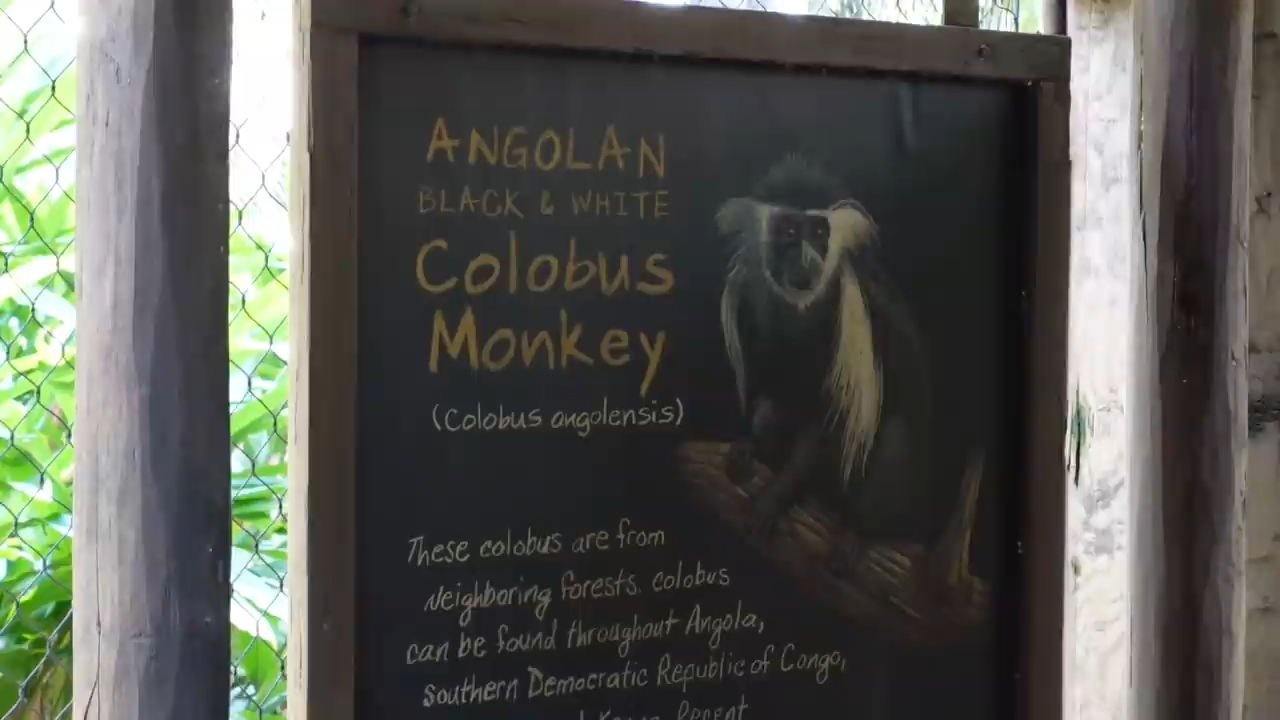 ANGOLAN
BLACK & WHITE
Colobus
Monkey
(Colobus angolensis)
These colobus are from
Neighboring forests. colobus
can be found throughout Angola,
southern Democratic Republic of Congo,
Recent